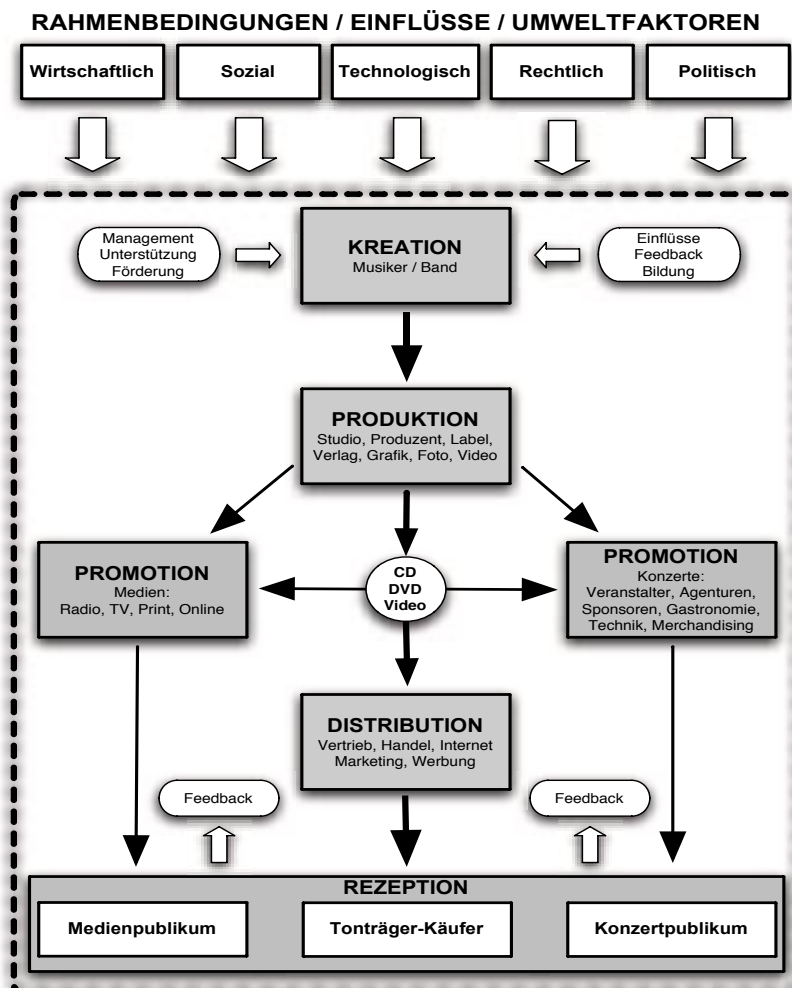 RAHMENBEDINGUNGEN / EINFLÜSSE / UMWELTFAKTOREN
Wirtschaftlich
Sozial
Technologisch
Rechtlich
Politisch
Management
Unterstützung
Förderung
KREATION
Musiker / Band
Einflüsse
Feedback
Bildung
PRODUKTION
Studio, Produzent, Label,
Verlag, Grafik, Foto, Video
PROMOTION
Medien:
Radio, TV, Print, Online
CD
DVD
Video
PROMOTION
Konzerte:
Veranstalter, Agenturen,
Sponsoren, Gastronomie,
Technik, Merchandising
DISTRIBUTION
Vertrieb, Handel, Internet
Marketing, Werbung
Feedback
Feedback
REZEPTION
Medienpublikum
Tonträger-Käufer
Konzertpublikum